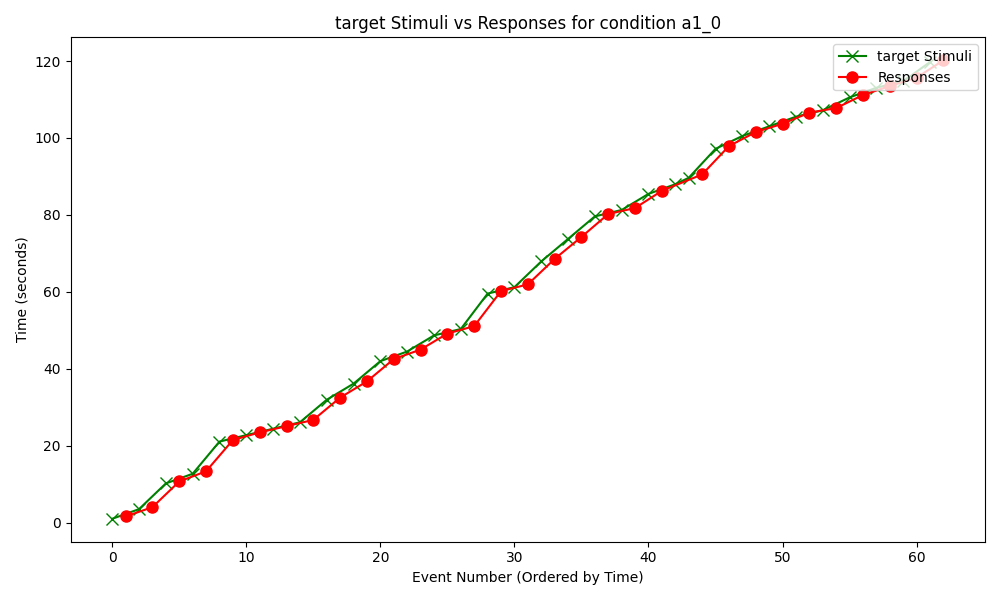 target Stimuli vs Responses for condition a1_0
target Stimuli
Responses
Time (seconds)
120
100
80
60
40
20
0
0 10 20 30 40 50 60
Event Number (Ordered by Time)